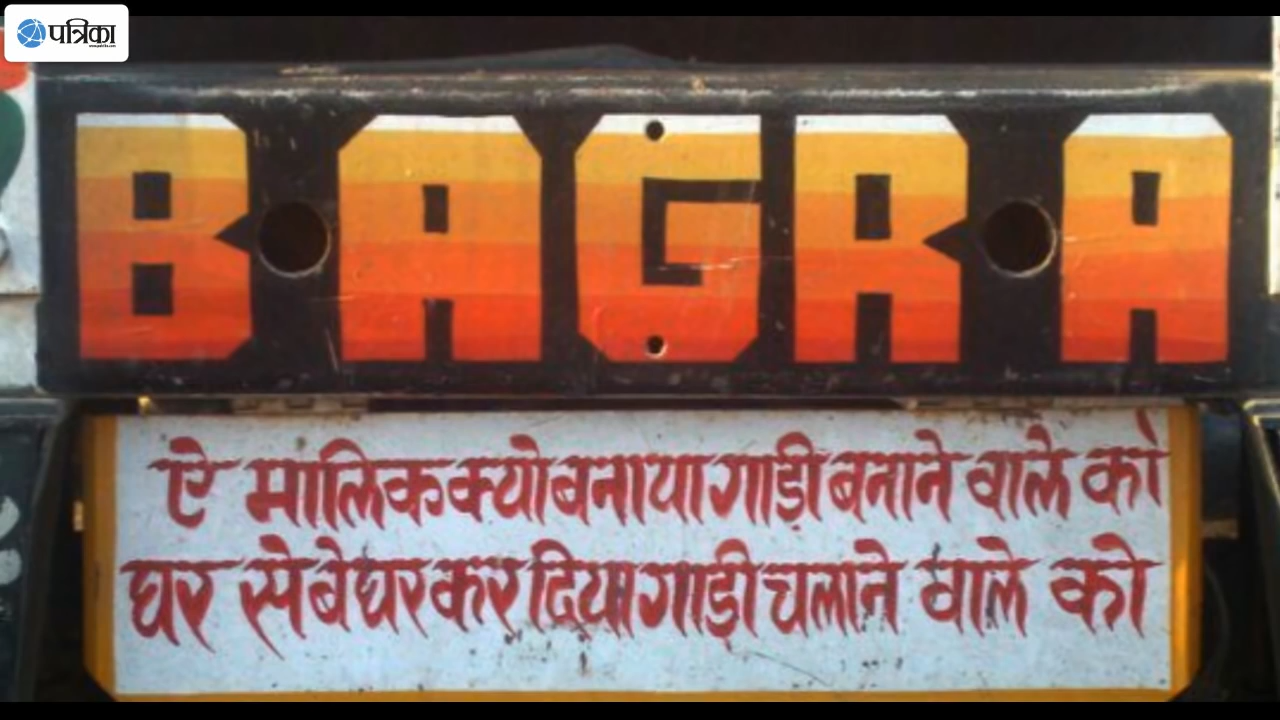 पत्रिका
BAGRA
ऐ मालिक क्यो बनाया गाड़ी बनाने वाले को
घर से बेघर कर दिया गाड़ी चलाने वाले को